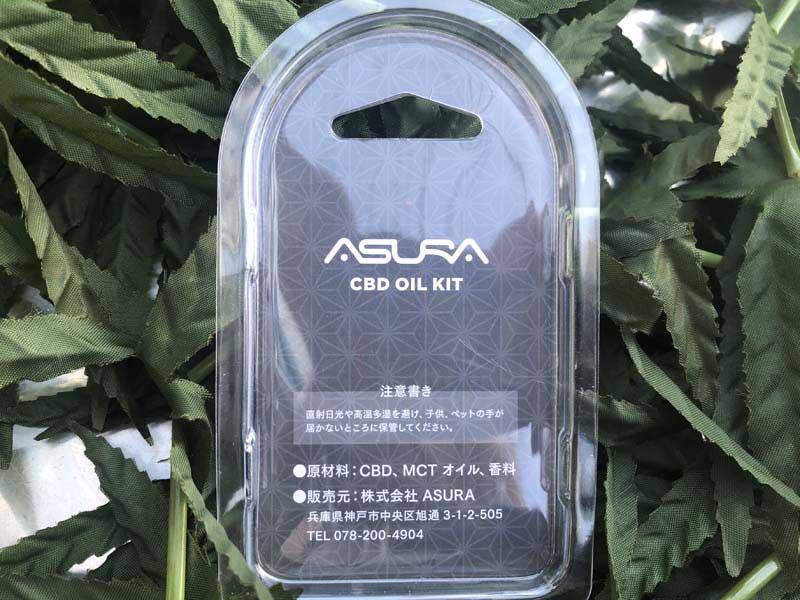 ASURA
CBD OIL KIT
注意書き
直射日光や高温多湿を避け、子供、ペットの手が
届かないところに保管してください。
●原材料：CBD、MCT オイル、香料
●販売元：株式会社 ASURA
兵庫県神戸市中央区旭通 3-1-2-505
TEL 078-200-4904